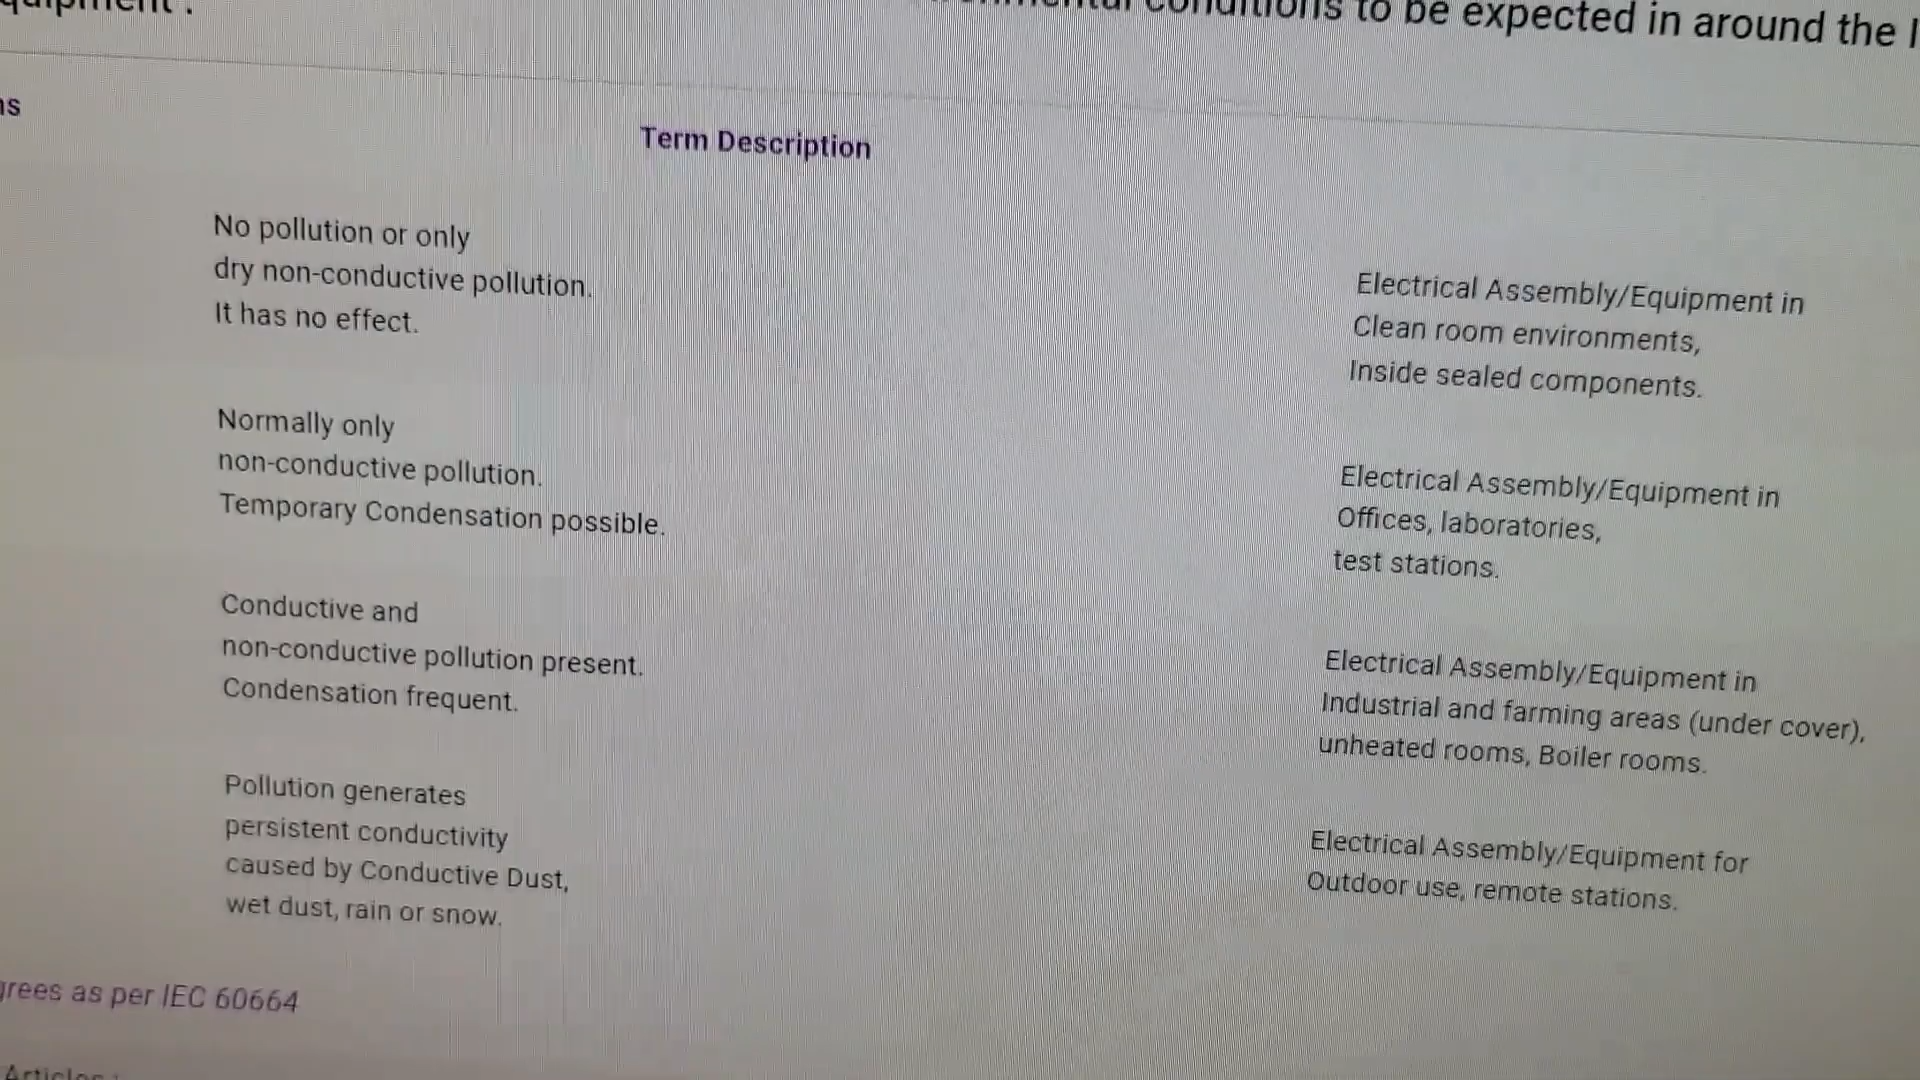 conditions to be expected in around the
Term Description
No pollution or only
dry non-conductive pollution.
It has no effect.
Electrical Assembly/Equipment in
Clean room environments,
Inside sealed components.
Normally only
non-conductive pollution.
Temporary Condensation possible.
Electrical Assembly/Equipment in
Offices, laboratories,
test stations.
Conductive and
non-conductive pollution present.
Condensation frequent.
Electrical Assembly/Equipment in
Industrial and farming areas (under cover),
unheated rooms, Boiler rooms.
Pollution generates
persistent conductivity
caused by Conductive Dust,
wet dust, rain or snow.
Electrical Assembly/Equipment for
Outdoor use, remote stations.
grees as per IEC 60664